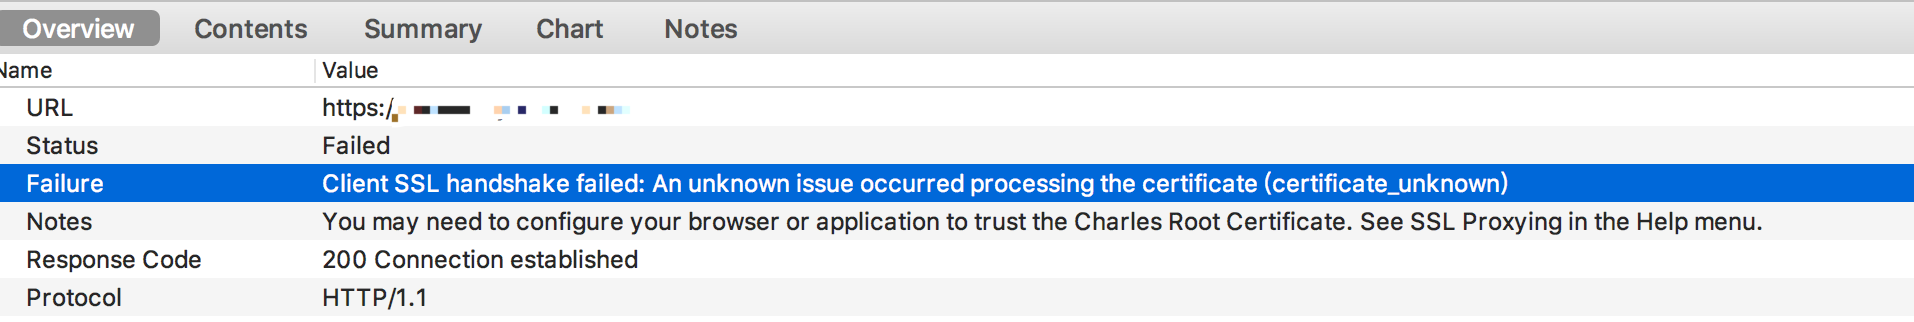 Overview Contents Summary Chart Notes
Name Value
URL https:/
Status Failed
Failure Client SSL handshake failed: An unknown issue occurred processing the certificate (certificate_unknown)
Notes You may need to configure your browser or application to trust the Charles Root Certificate. See SSL Proxying in the Help menu.
Response Code 200 Connection established
Protocol HTTP/1.1